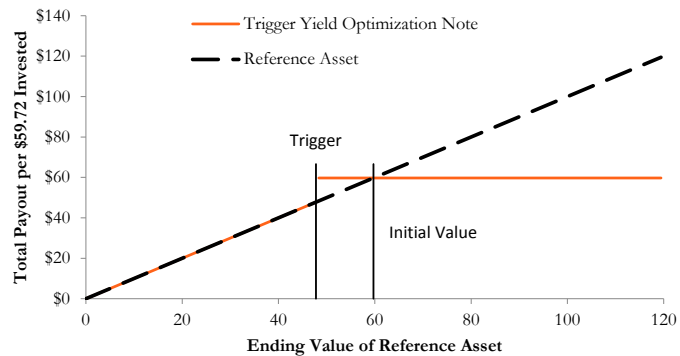 Trigger Yield Optimization Note
Reference Asset
Total Payout per $59.72 Invested
$140
$120
$100
$80
$60
$40
$20
$0
Trigger
Initial Value
0 20 40 60 80 100 120
Ending Value of Reference Asset